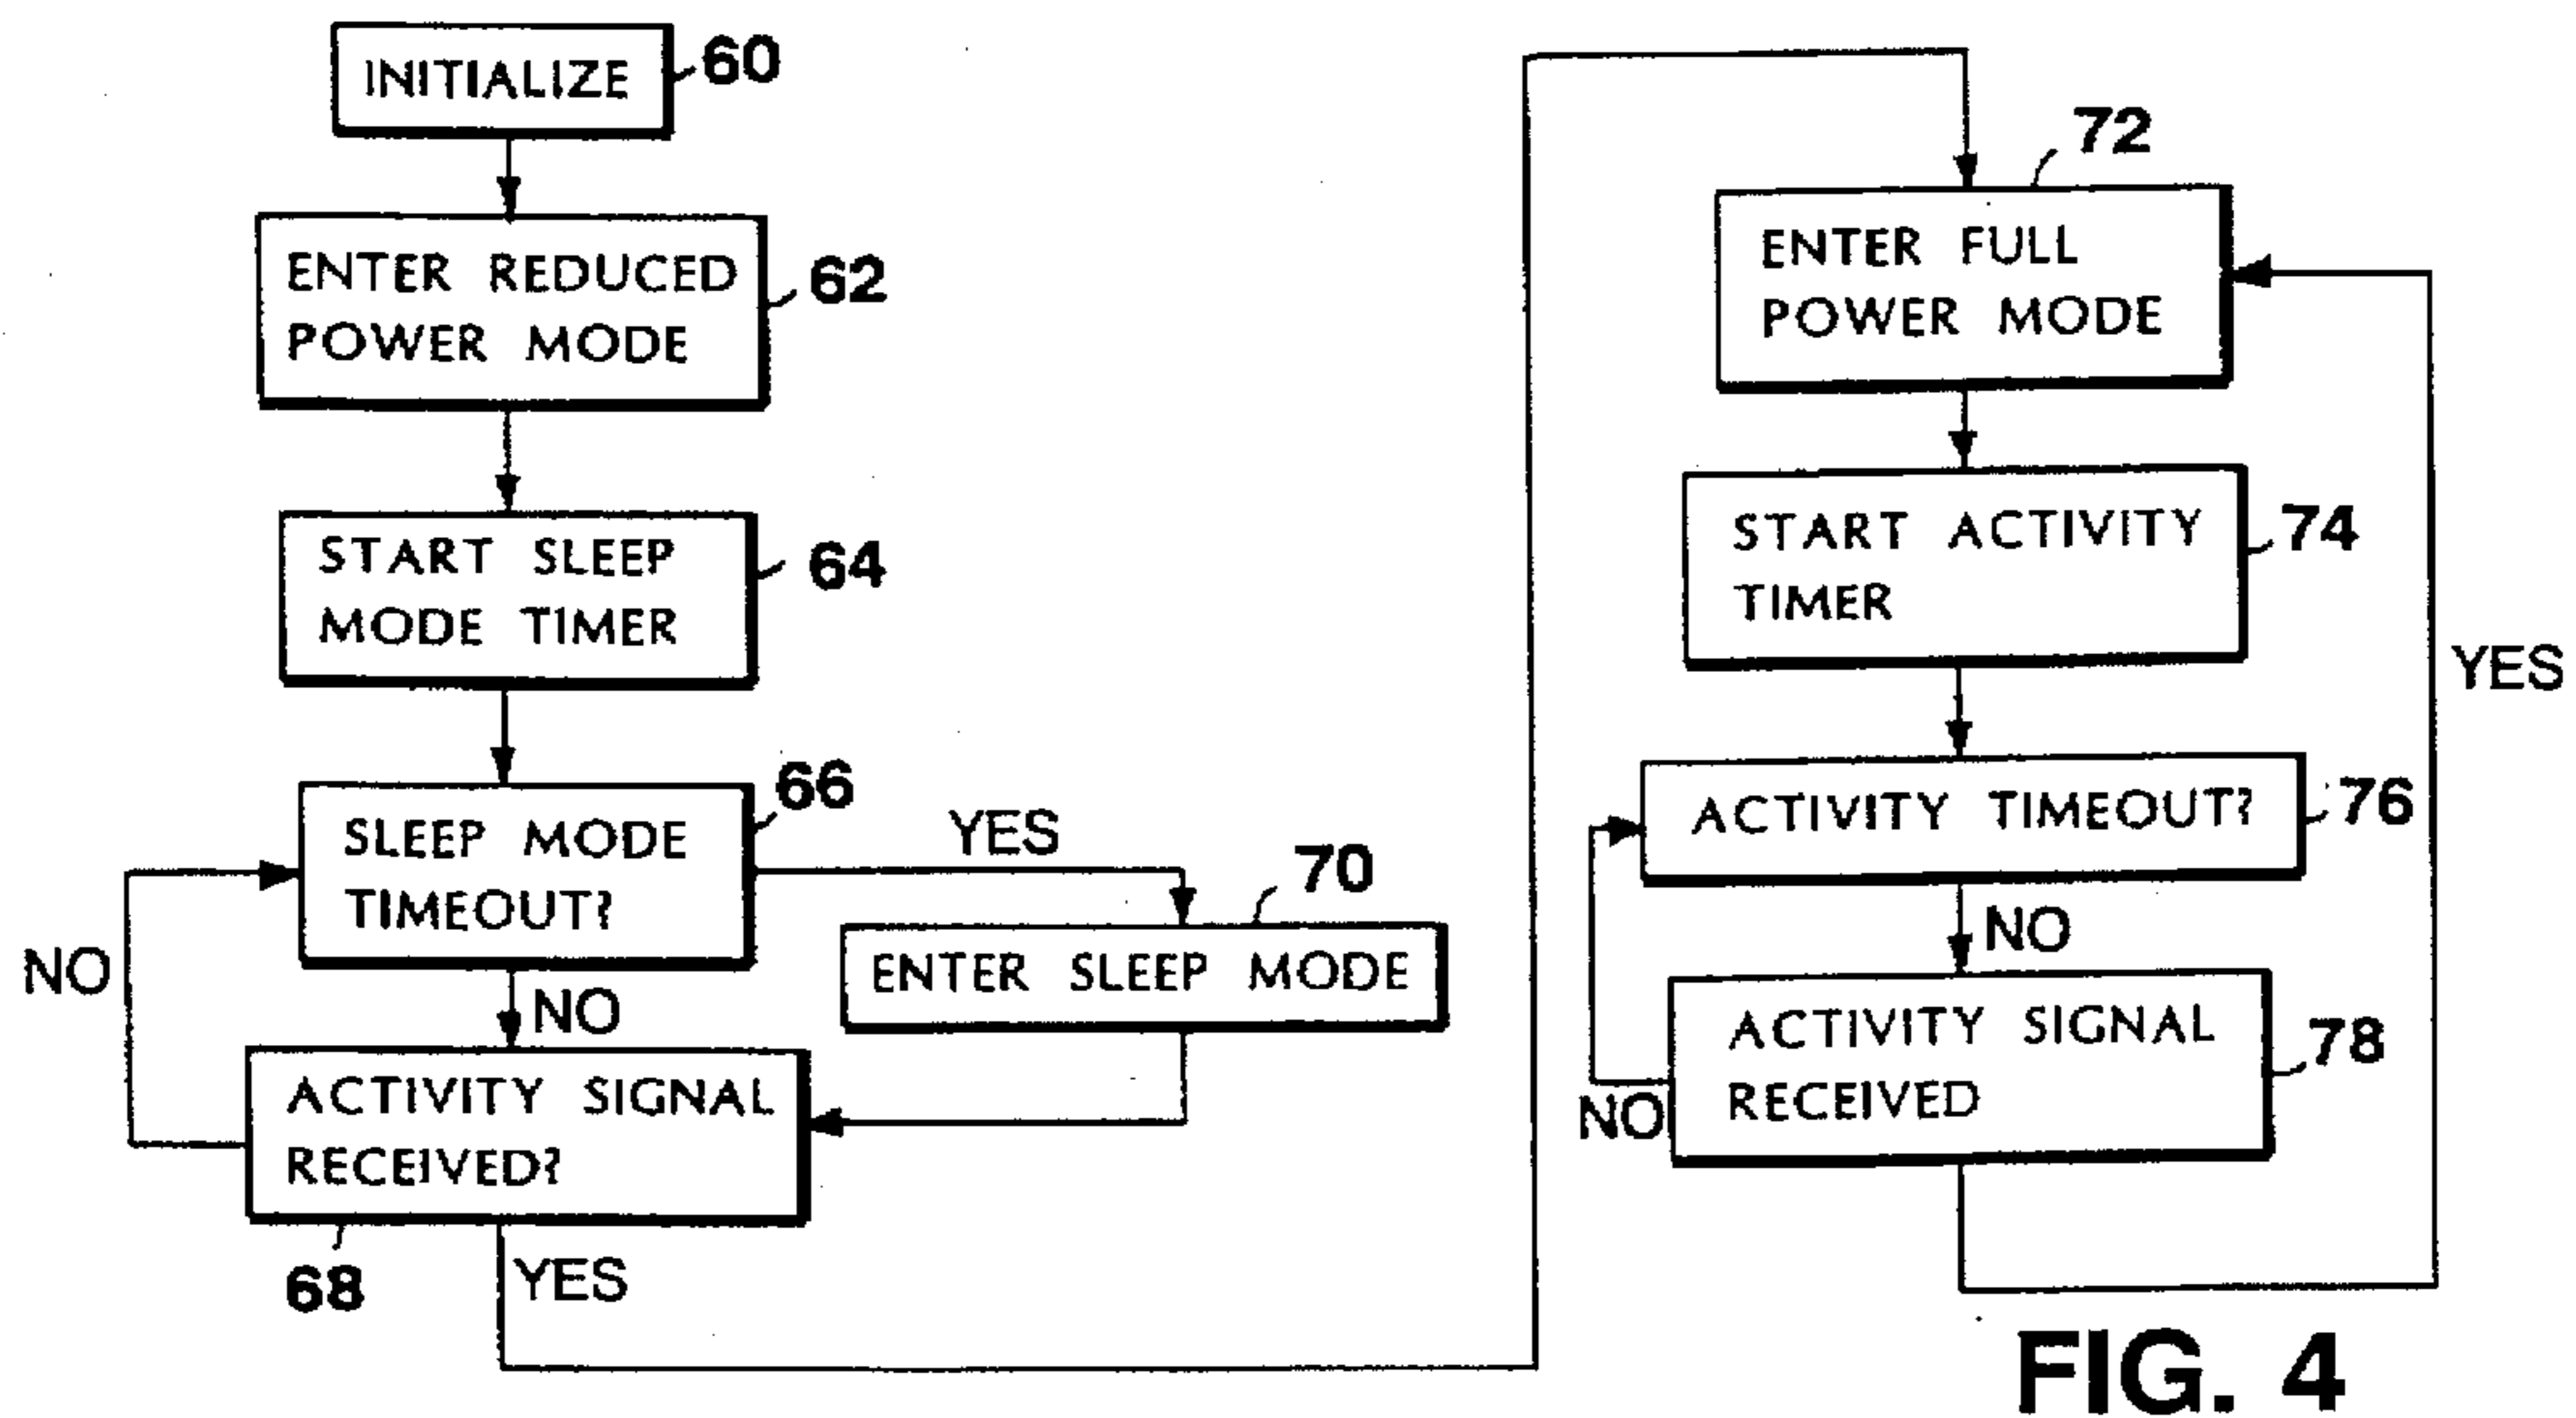 INITIALIZE
60
ENTER REDUCED
POWER MODE
62
START SLEEP
MODE TIMER
64
SLEEP MODE
TIMEOUT?
66
YES
70
ENTER SLEEP MODE
NO
NO
ACTIVITY SIGNAL
RECEIVED?
68
YES
72
ENTER FULL
POWER MODE
START ACTIVITY
TIMER
74
YES
ACTIVITY TIMEOUT?
76
NO
ACTIVITY SIGNAL
RECEIVED
78
NO
FIG. 4